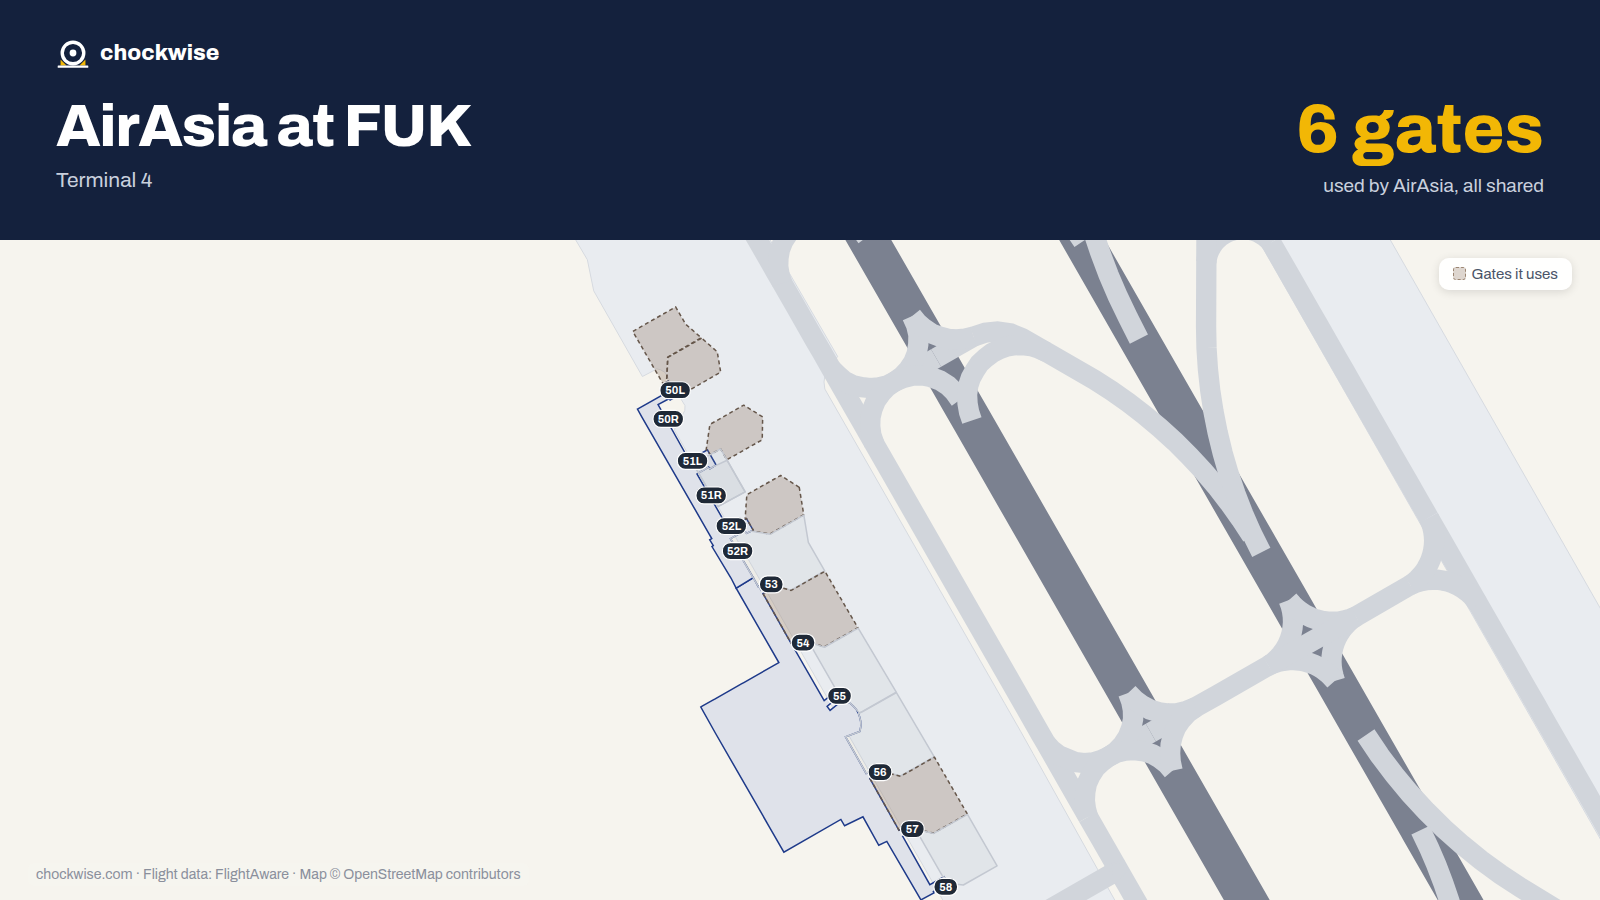 chockwise
AirAsia at FUK
Terminal 4
6 gates
used by AirAsia, all shared
Gates it uses
50L
50R
51L
51R
52L
52R
53
54
55
56
57
58
chockwise.com · Flight data: FlightAware · Map © OpenStreetMap contributors